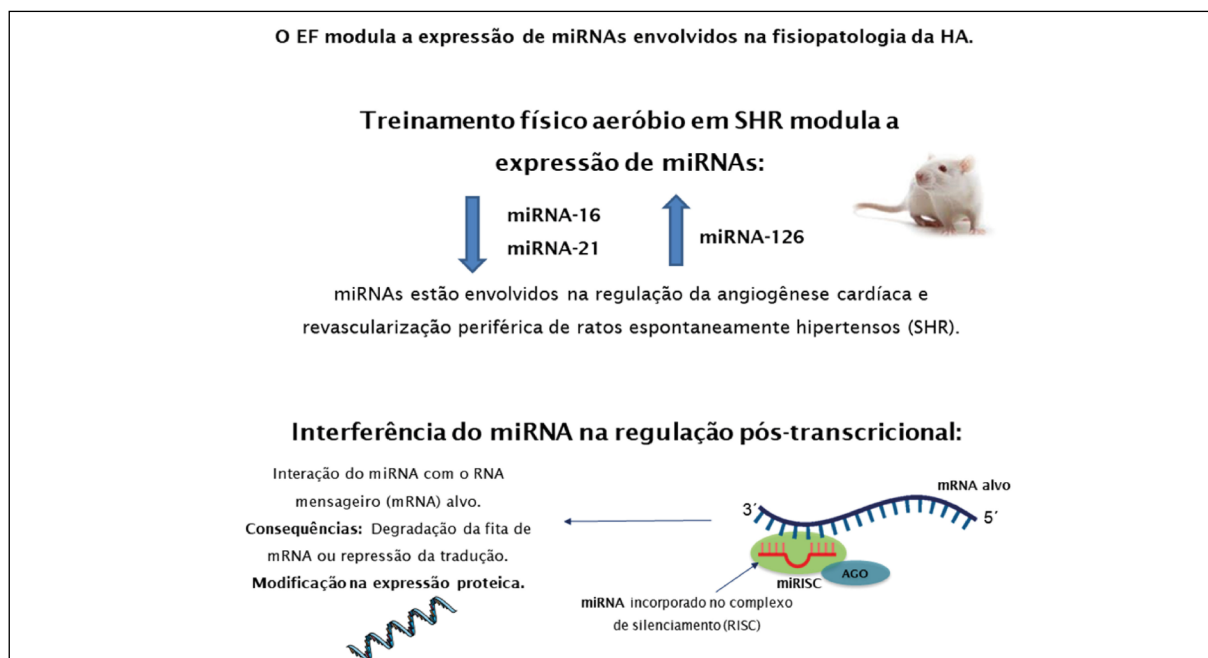 O EF modula a expressão de miRNAs envolvidos na fisiopatologia da HA.
Treinamento físico aeróbio em SHR modula a
expressão de miRNAs:
miRNA-16
miRNA-21
miRNA-126
miRNAs estão envolvidos na regulação da angiogênese cardíaca e
revascularização periférica de ratos espontaneamente hipertensos (SHR).
Interferência do miRNA na regulação pós-transcricional:
Interação do miRNA com o RNA
mensageiro (mRNA) alvo.
Consequências: Degradação da fita de
mRNA ou repressão da tradução.
Modificação na expressão proteica.
mRNA alvo
3´
5´
AGO
miRISC
miRNA incorporado no complexo
de silenciamento (RISC)